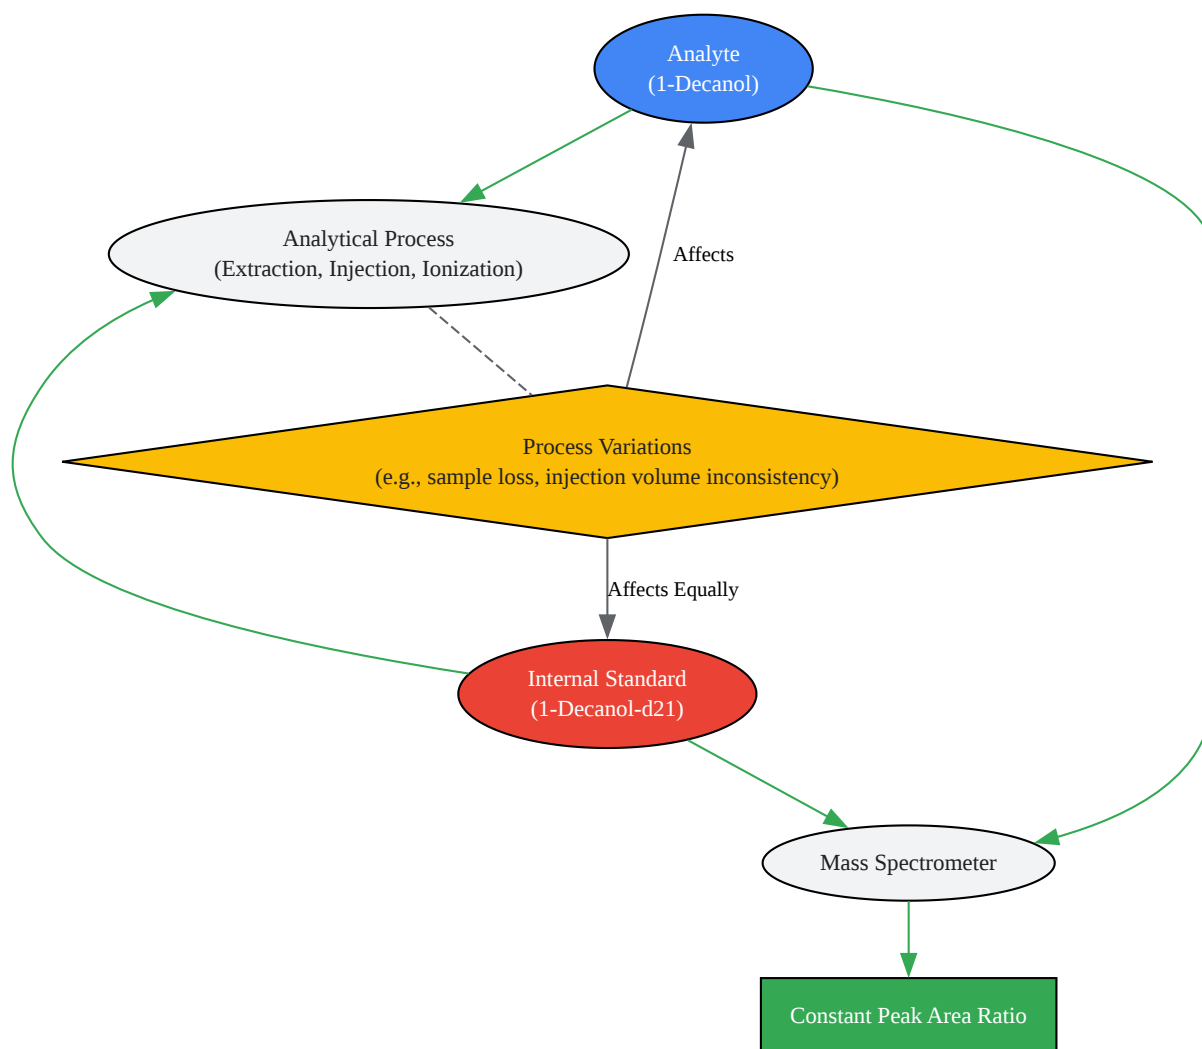 Analyte
(1-Decanol)
Analytical Process
(Extraction, Injection, Ionization)
Affects
Process Variations
(e.g., sample loss, injection volume inconsistency)
Affects Equally
Internal Standard
(1-Decanol-d21)
Mass Spectrometer
Constant Peak Area Ratio